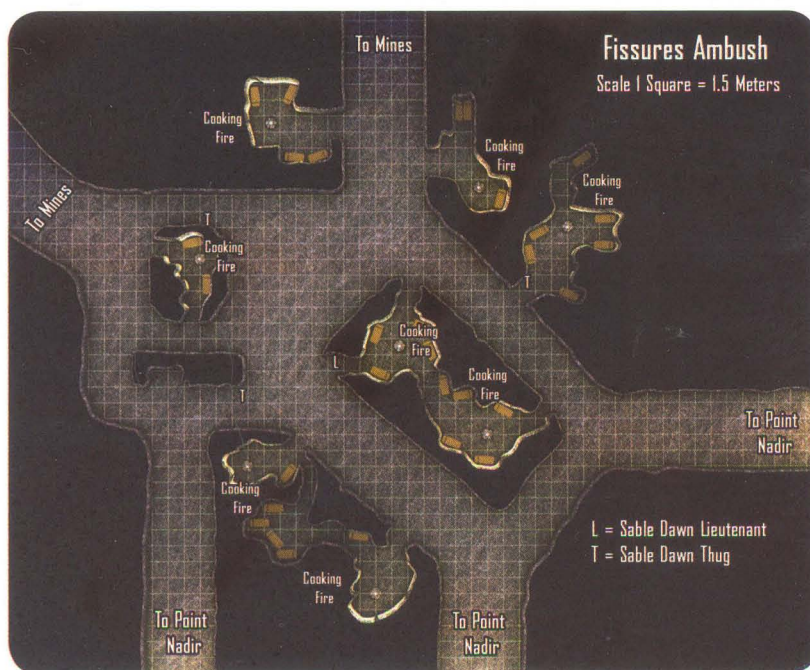 To Mines
Fissures Ambush
Scale 1 Square = 1.5 Meters
Cooking
Fire
Cooking
Fire
Cooking
Fire
To Mines
T
Cooking
Fire
T
Cooking
Fire
L
Cooking
Fire
T
To Point
Nadir
Cooking
Fire
L = Sable Dawn Lieutenant
T = Sable Dawn Thug
Cooking
Fire
To Point
Nadir
To Point
Nadir